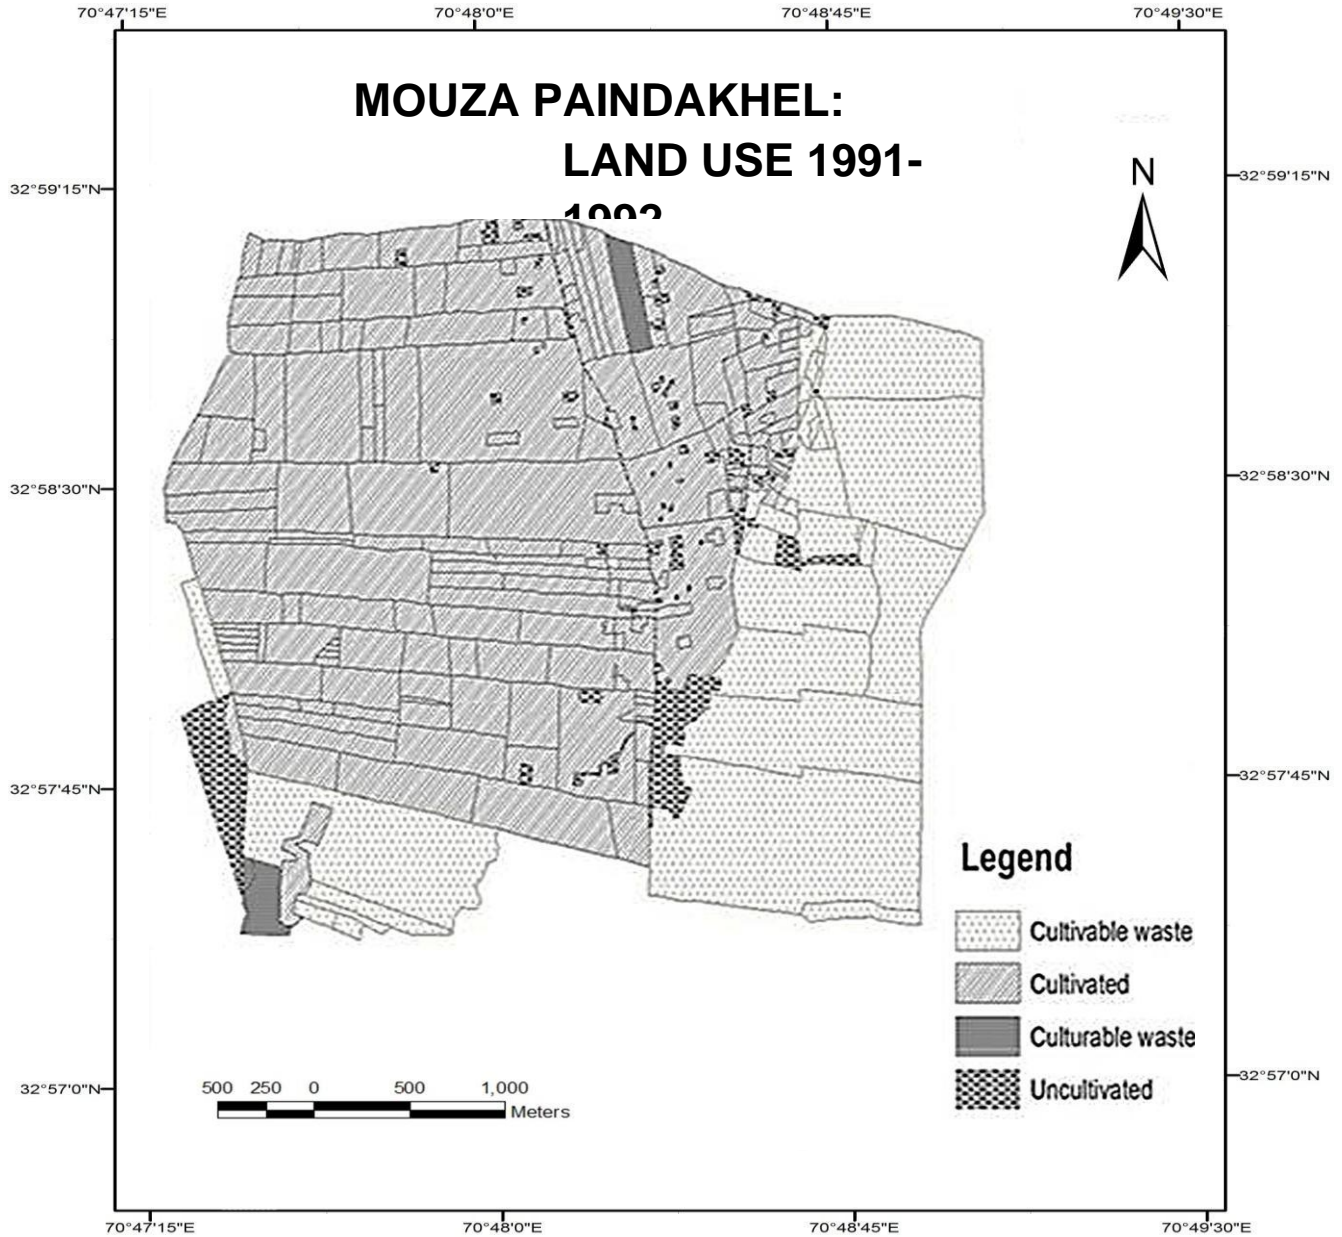 70°47'15"E 70°48'0"E 70°48'45"E 70°49'30"E
MOUZA PAINDAKHEL:
LAND USE 1991-
1992
N
32°59'15"N 32°59'15"N
32°58'30"N 32°58'30"N
32°57'45"N 32°57'45"N
Legend
Cultivable waste
Cultivated
Culturable waste
Uncultivated
32°57'0"N 32°57'0"N
500 250 0 500 1,000
Meters
70°47'15"E 70°48'0"E 70°48'45"E 70°49'30"E